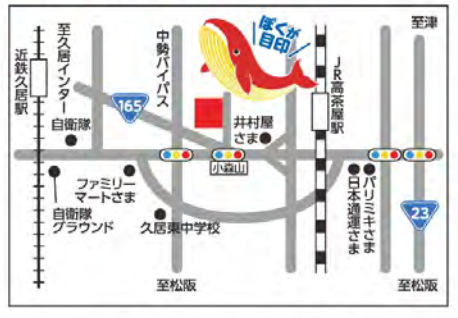 至久居インター
近鉄久居駅
165
自衛隊
中勢バイパス
ぼくが
目印
井村屋
さま
JR高茶屋駅
至津
小森山
ファミリー
マートさま
自衛隊
グラウンド
久居東中学校
至松阪
日本通運さま
パリミキさま
23
至松阪